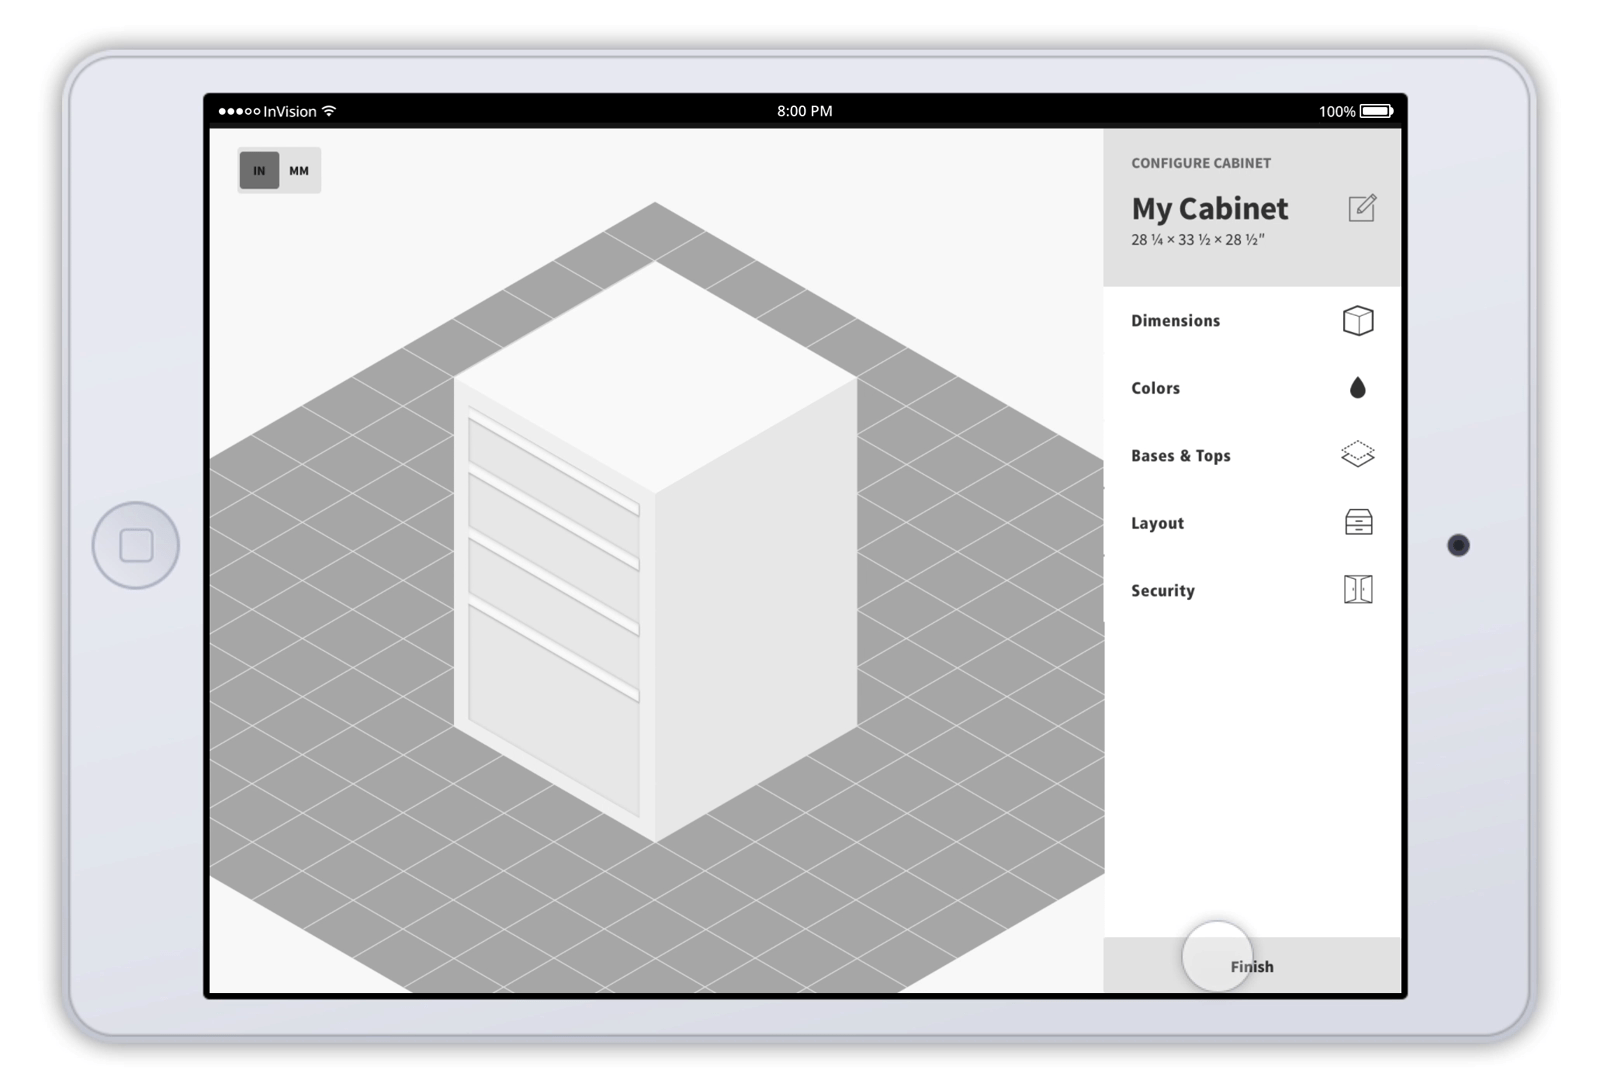 InVision
8:00 PM
100%
IN MM
CONFIGURE CABINET
My Cabinet
28 ¼ × 33 ½ × 28 ½"
Dimensions
Colors
Bases & Tops
Layout
Security
Finish